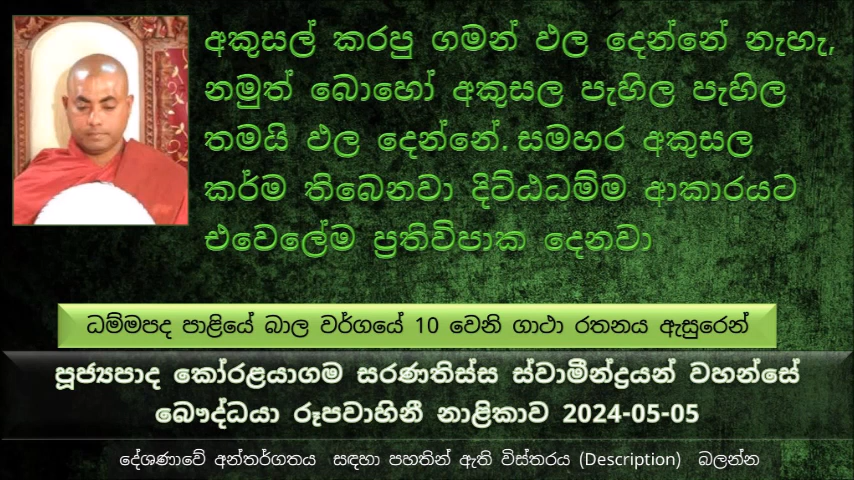 අකුසල් කරපු ගමන් ඵල දෙන්නේ නැහැ,
නමුත් බොහෝ අකුසල පැහිල පැහිල
තමයි ඵල දෙන්නේ. සමහර අකුසල
කර්ම තිබෙනවා දිට්ඨධම්ම ආකාරයට
එවෙලේම ප්‍රතිවිපාක දෙනවා
ධම්මපද පාළියේ බාල වර්ගයේ 10 වෙනි ගාථා රතනය ඇසුරෙන්
පූජ්‍යපාද කෝරළයාගම සරණතිස්ස ස්වාමීන්ද්‍රයන් වහන්සේ
බෞද්ධයා රූපවාහිනී නාළිකාව 2024-05-05
දේශණාවේ අන්තර්ගතය සඳහා පහතින් ඇති විස්තරය (Description) බලන්න